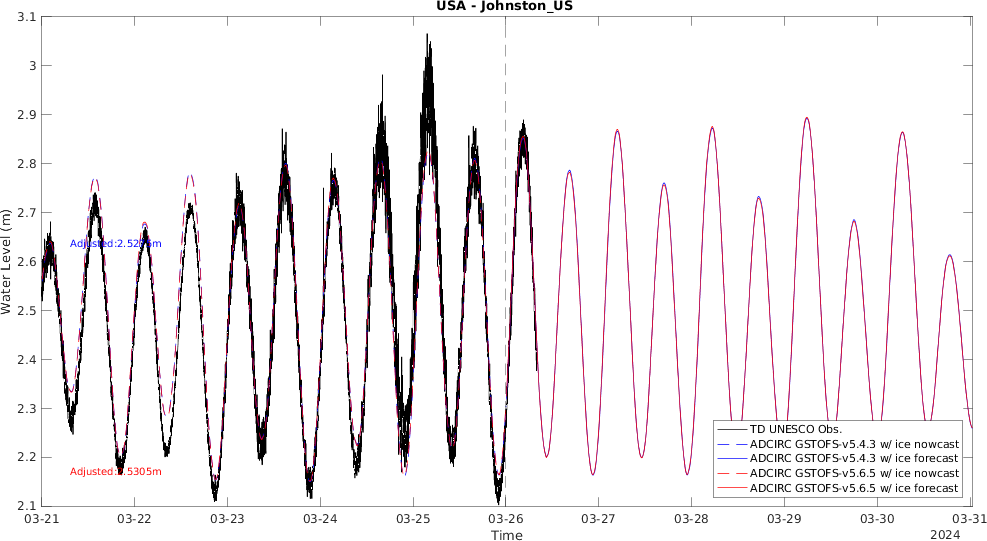 USA - Johnston_US
3.1
3
2.9
2.8
2.7
2.6
2.5
2.4
2.3
2.2
2.1
Water Level (m)
Adjusted:
Adjusted:
TD UNESCO Obs.
ADCIRC GSTOFS-v5.4.3 w/ ice nowcast
ADCIRC GSTOFS-v5.4.3 w/ ice forecast
ADCIRC GSTOFS-v5.6.5 w/ ice nowcast
ADCIRC GSTOFS-v5.6.5 w/ ice forecast
03-21 03-22 03-23 03-24 03-25 03-26 03-27 03-28 03-29 03-30 03-31
Time
2024